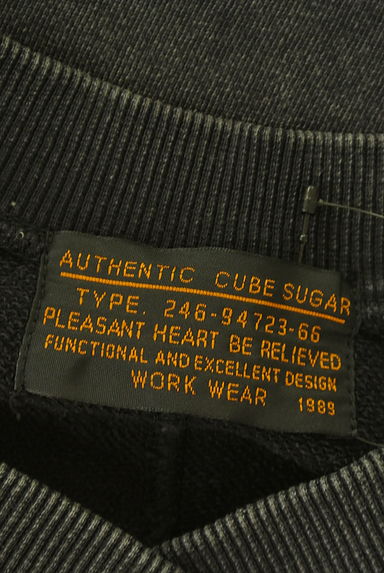 AUTHENTIC CUBE SUGAR
TYPE. 246-94723-66
PLEASANT HEART BE RELIEVED
FUNCTIONAL AND EXCELLENT DESIGN
WORK WEAR 1989